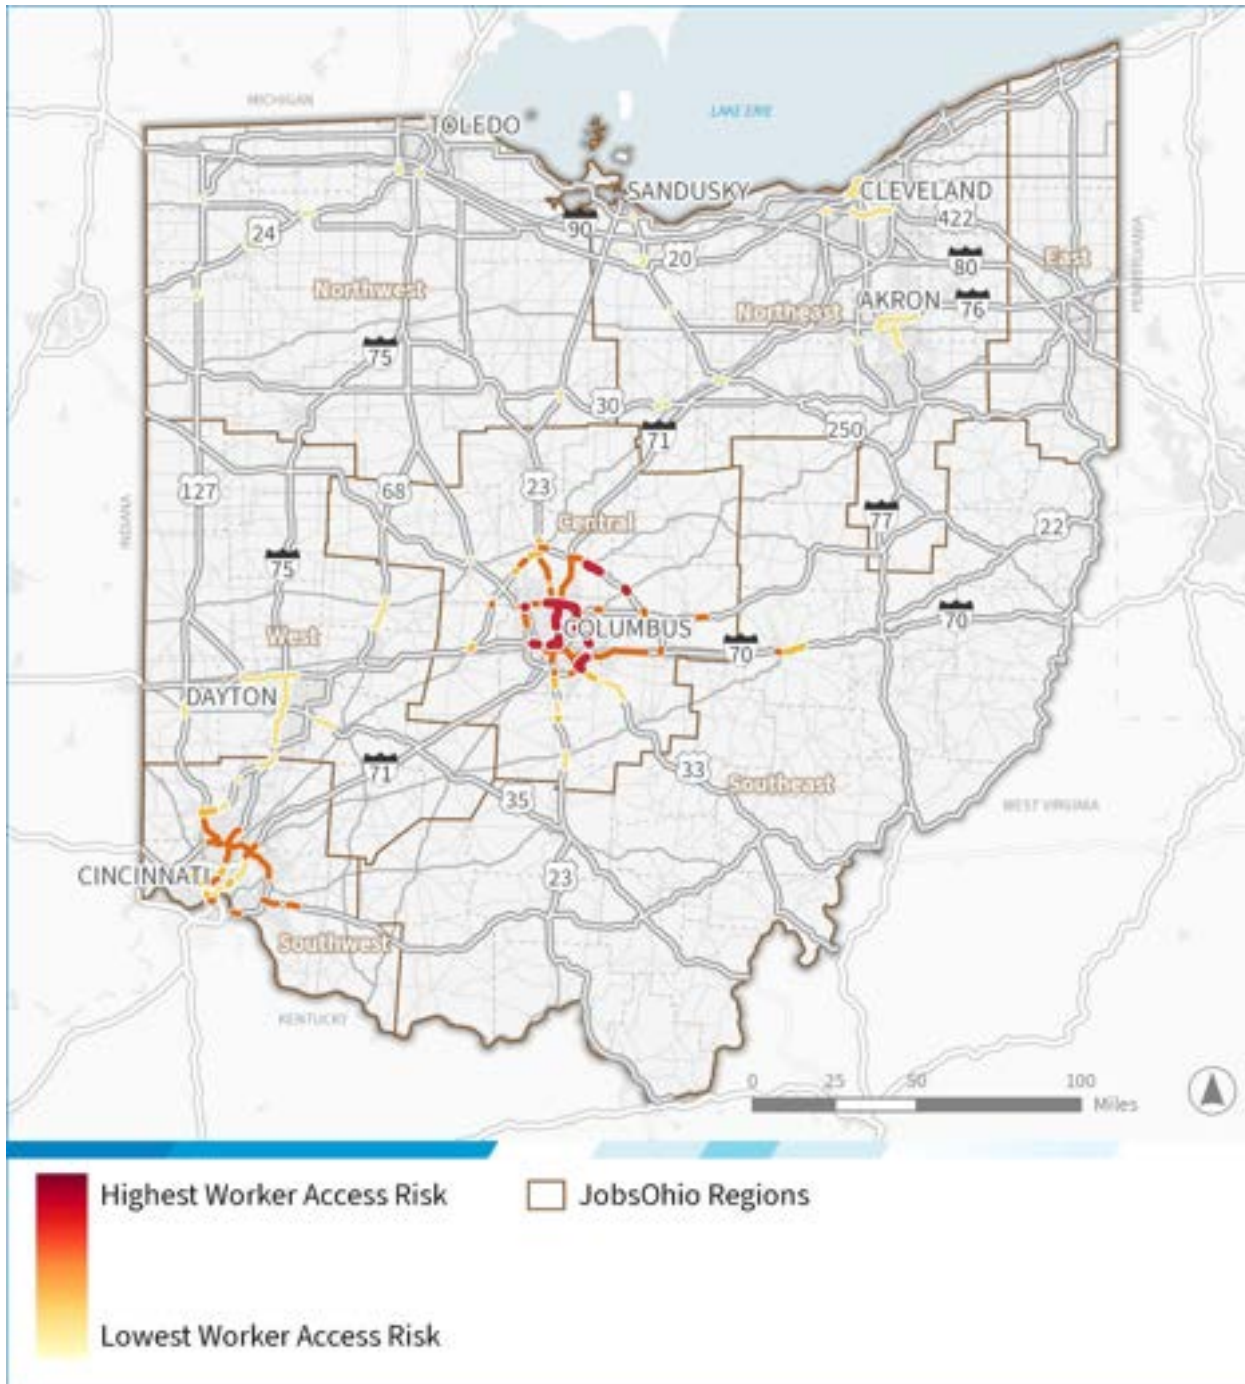 MICHIGAN
LAKE ERIE
TOLEDO
SANDUSKY
CLEVELAND
422
24
90
20
80
East
PENNSYLVANIA
Northwest
Northeast
AKRON
76
75
30
71
250
127
68
23
77
22
INDIANA
Central
75
West
COLUMBUS
70
70
DAYTON
71
33
Southeast
35
WEST VIRGINIA
CINCINNATI
23
Southwest
KENTUCKY
0 25 50 100
Miles
Highest Worker Access Risk
JobsOhio Regions
Lowest Worker Access Risk